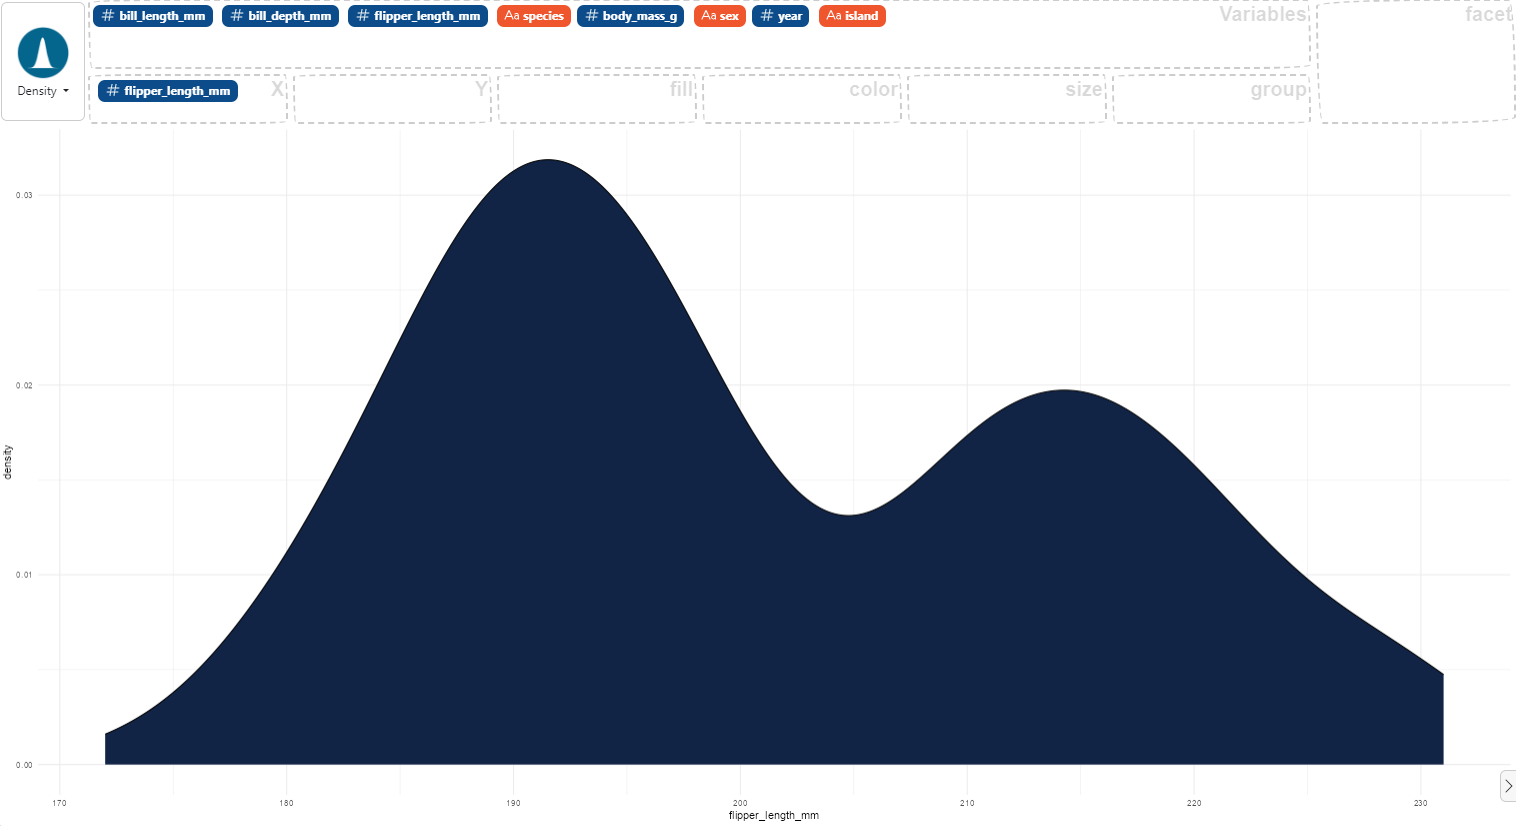 # bill_length_mm # bill_depth_mm # flipper_length_mm Aa species # body_mass_g Aa sex # year Aa island Variables facet
Density
# flipper_length_mm X Y fill color size group
0.03
0.02
density
0.01
0.00
170 180 190 200 210 220 230
flipper_length_mm